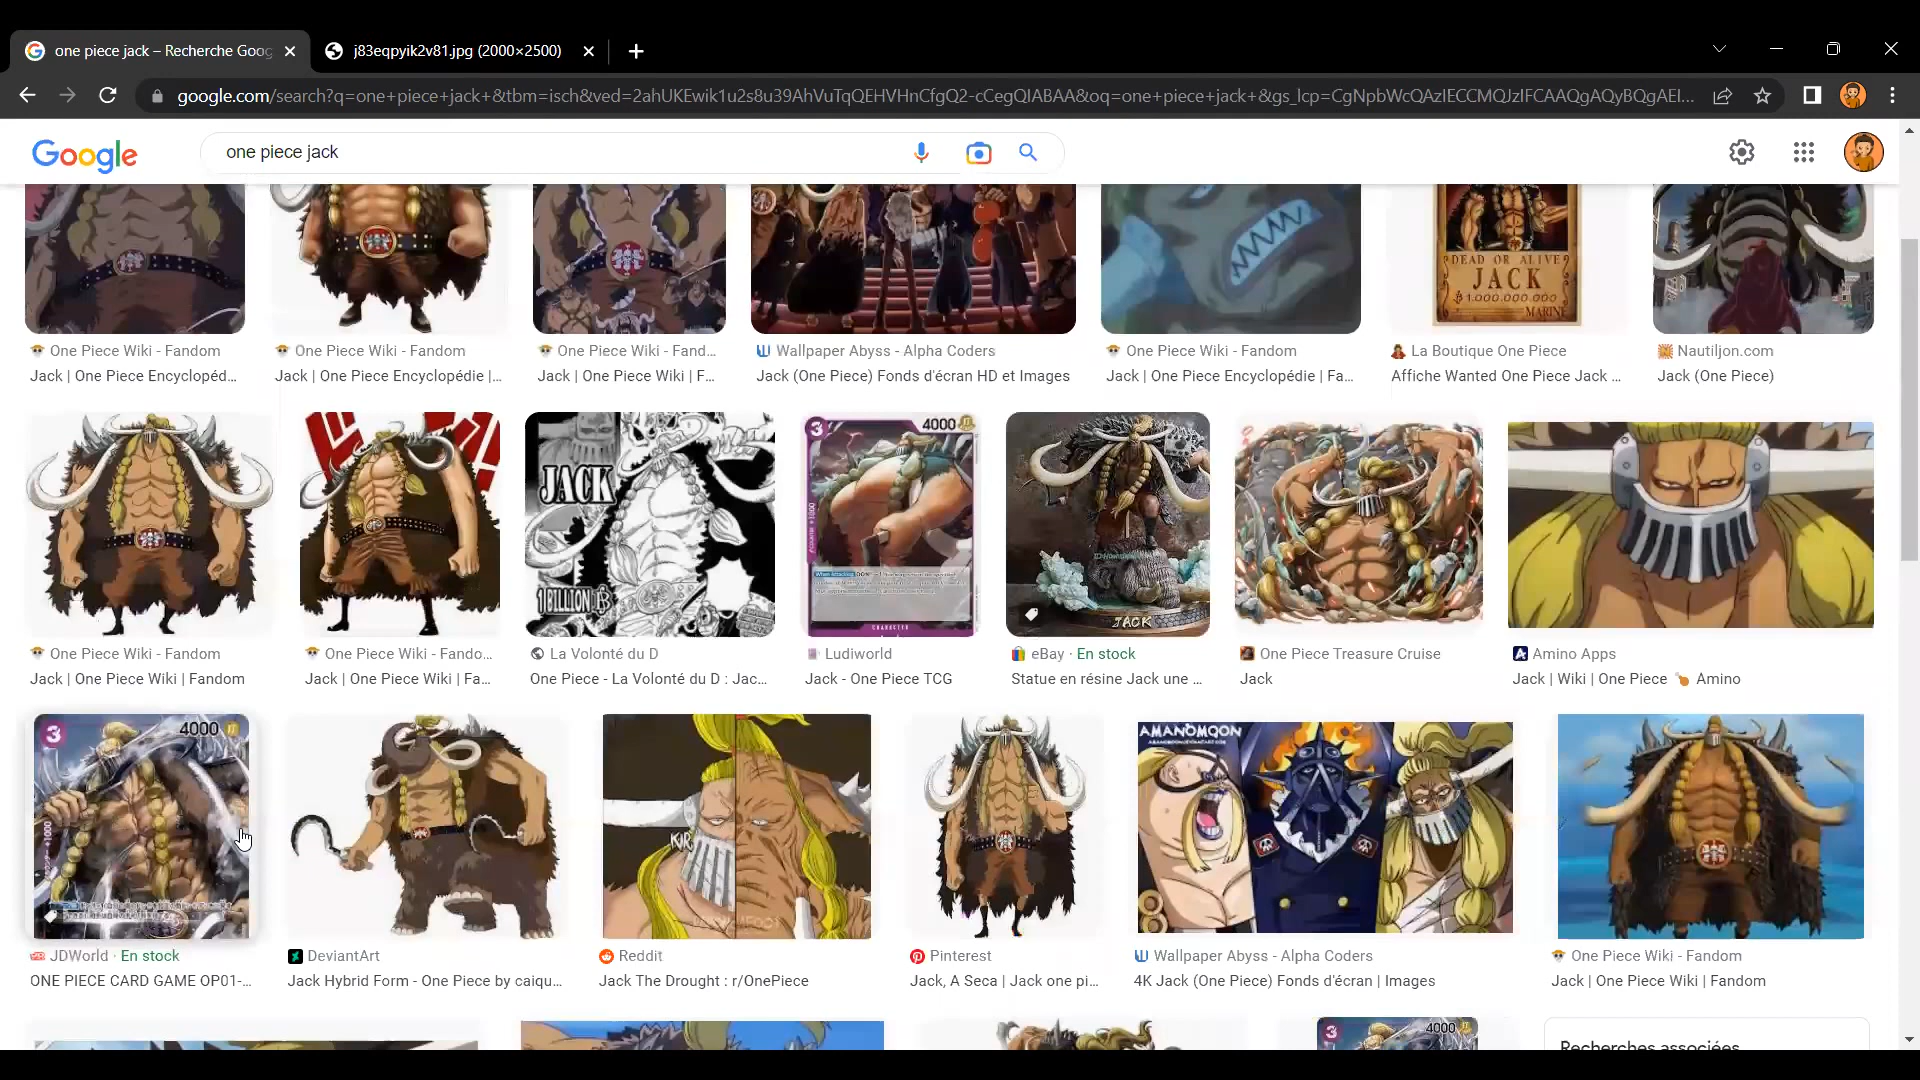 one piece jack – Recherche Goog
j83eqpyik2v81.jpg (2000×2500)
google.com/search?q=one+piece+jack+&tbm=isch&ved=2ahUKEwik1u2s8u39AhVuTqQEHVHnCfgQ2-cCegQIABAA&oq=one+piece+jack+&gs_lcp=CgNpbWcQAzIECCMQJzIFCAAQgAQyBQgAEI...
Google
one piece jack
DEAD OR ALIVE
JACK
1.000.000.000
MARINE
One Piece Wiki - Fandom
One Piece Wiki - Fandom
One Piece Wiki - Fand...
Wallpaper Abyss - Alpha Coders
One Piece Wiki - Fandom
La Boutique One Piece
Nautiljon.com
Jack | One Piece Encyclopéd...
Jack | One Piece Encyclopédie |...
Jack | One Piece Wiki | F...
Jack (One Piece) Fonds d'écran HD et Images
Jack | One Piece Encyclopédie | Fa...
Affiche Wanted One Piece Jack ...
Jack (One Piece)
JACK
1 BILLION
3
4000
CHARACTER
JACK
One Piece Wiki - Fandom
One Piece Wiki - Fando...
La Volonté du D
Ludiworld
eBay · En stock
One Piece Treasure Cruise
Amino Apps
Jack | One Piece Wiki | Fandom
Jack | One Piece Wiki | Fa...
One Piece - La Volonté du D : Jac...
Jack - One Piece TCG
Statue en résine Jack une ...
Jack
Jack | Wiki | One Piece Amino
3
4000
AMANOMOON
JDWorld · En stock
DeviantArt
Reddit
Pinterest
Wallpaper Abyss - Alpha Coders
One Piece Wiki - Fandom
ONE PIECE CARD GAME OP01-...
Jack Hybrid Form - One Piece by caiqu...
Jack The Drought : r/OnePiece
Jack, A Seca | Jack one pi...
4K Jack (One Piece) Fonds d'écran | Images
Jack | One Piece Wiki | Fandom
3
4000
Recherches associées